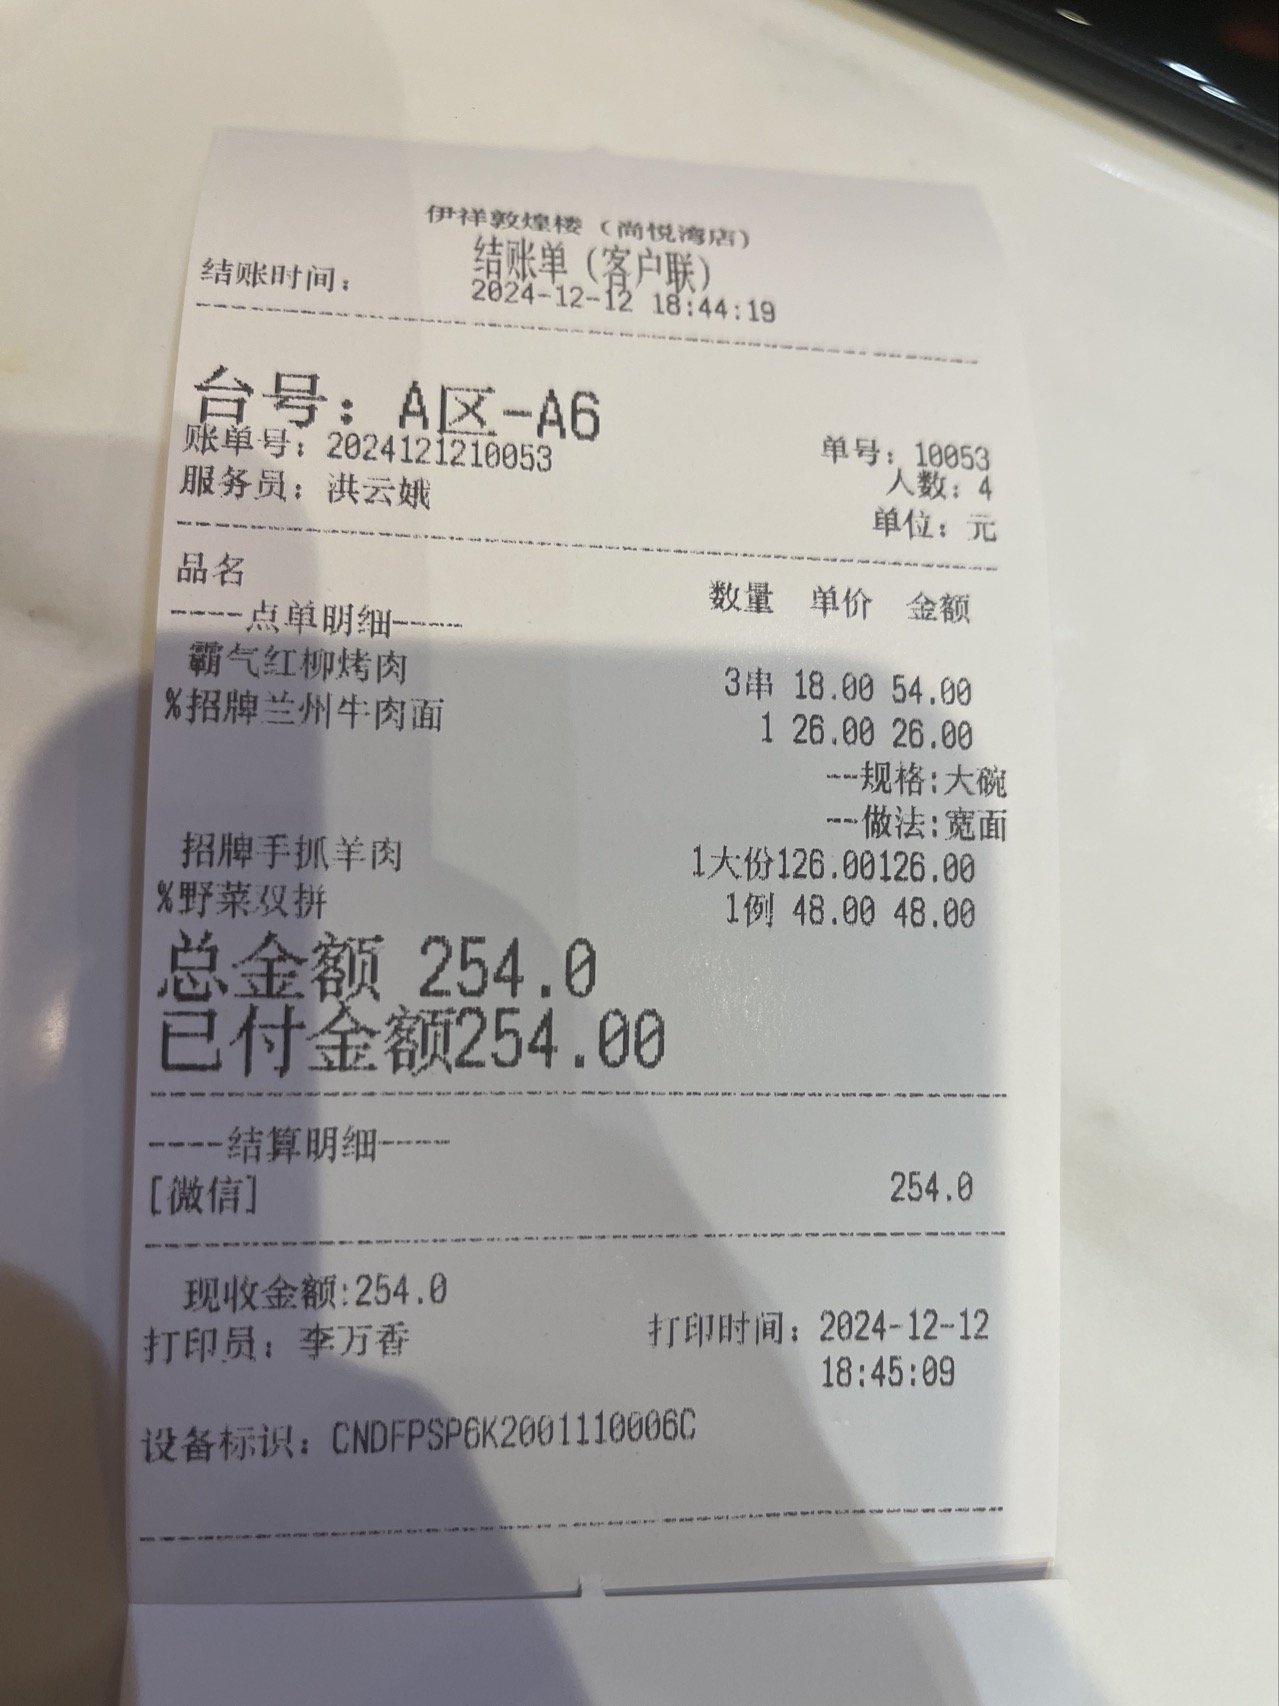 伊祥敦煌楼（尚悦湾店）
结账单（客户联）
结账时间： 2024-12-12 18:44:19
台号：A区-A6
账单号：2024121210053 单号：10053
服务员：洪云娥 人数：4
单位：元
品名 数量 单价 金额
----点单明细-----
霸气红柳烤肉 3串 18.00 54.00
%招牌兰州牛肉面 1 26.00 26.00
--规格:大碗
--做法:宽面
招牌手抓羊肉 1大份126.00126.00
%野菜双拼 1例 48.00 48.00
总金额 254.0
已付金额254.00
----结算明细-----
[微信] 254.0
现收金额:254.0
打印员：李万香 打印时间：2024-12-12
18:45:09
设备标识：CNDFPSP6K2001110006C